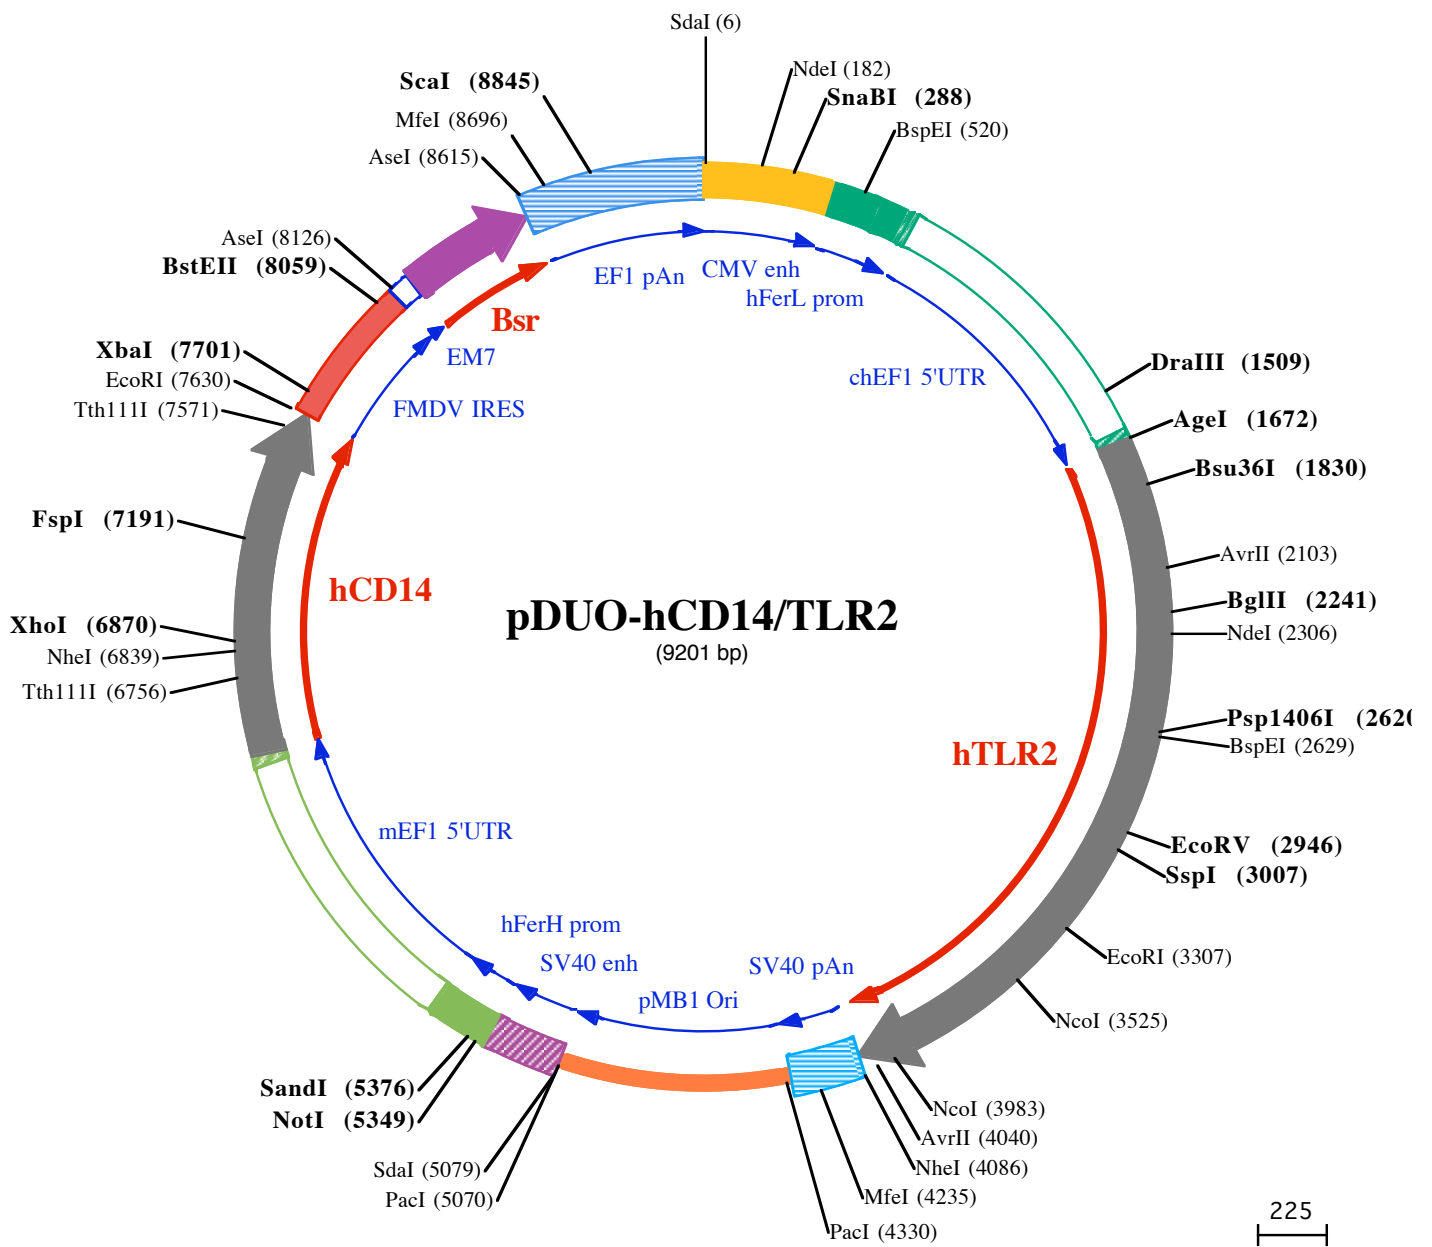 SdaI (6)
NdeI (182)
SnaBI (288)
BspEI (520)
ScaI (8845)
MfeI (8696)
AseI (8615)
AseI (8126)
BstEII (8059)
XbaI (7701)
EcoRI (7630)
Tth111I (7571)
FspI (7191)
XhoI (6870)
NheI (6839)
Tth111I (6756)
DraIII (1509)
AgeI (1672)
Bsu36I (1830)
AvrII (2103)
BglII (2241)
NdeI (2306)
Psp1406I (2620
BspEI (2629)
EcoRV (2946)
SspI (3007)
EcoRI (3307)
NcoI (3525)
NcoI (3983)
AvrII (4040)
NheI (4086)
MfeI (4235)
PacI (4330)
SandI (5376)
NotI (5349)
SdaI (5079)
PacI (5070)
EF1 pAn
CMV enh
hFerL prom
Bsr
EM7
FMDV IRES
chEF1 5'UTR
hCD14
pDUO-hCD14/TLR2
(9201 bp)
hTLR2
mEF1 5'UTR
hFerH prom
SV40 enh
SV40 pAn
pMB1 Ori
225